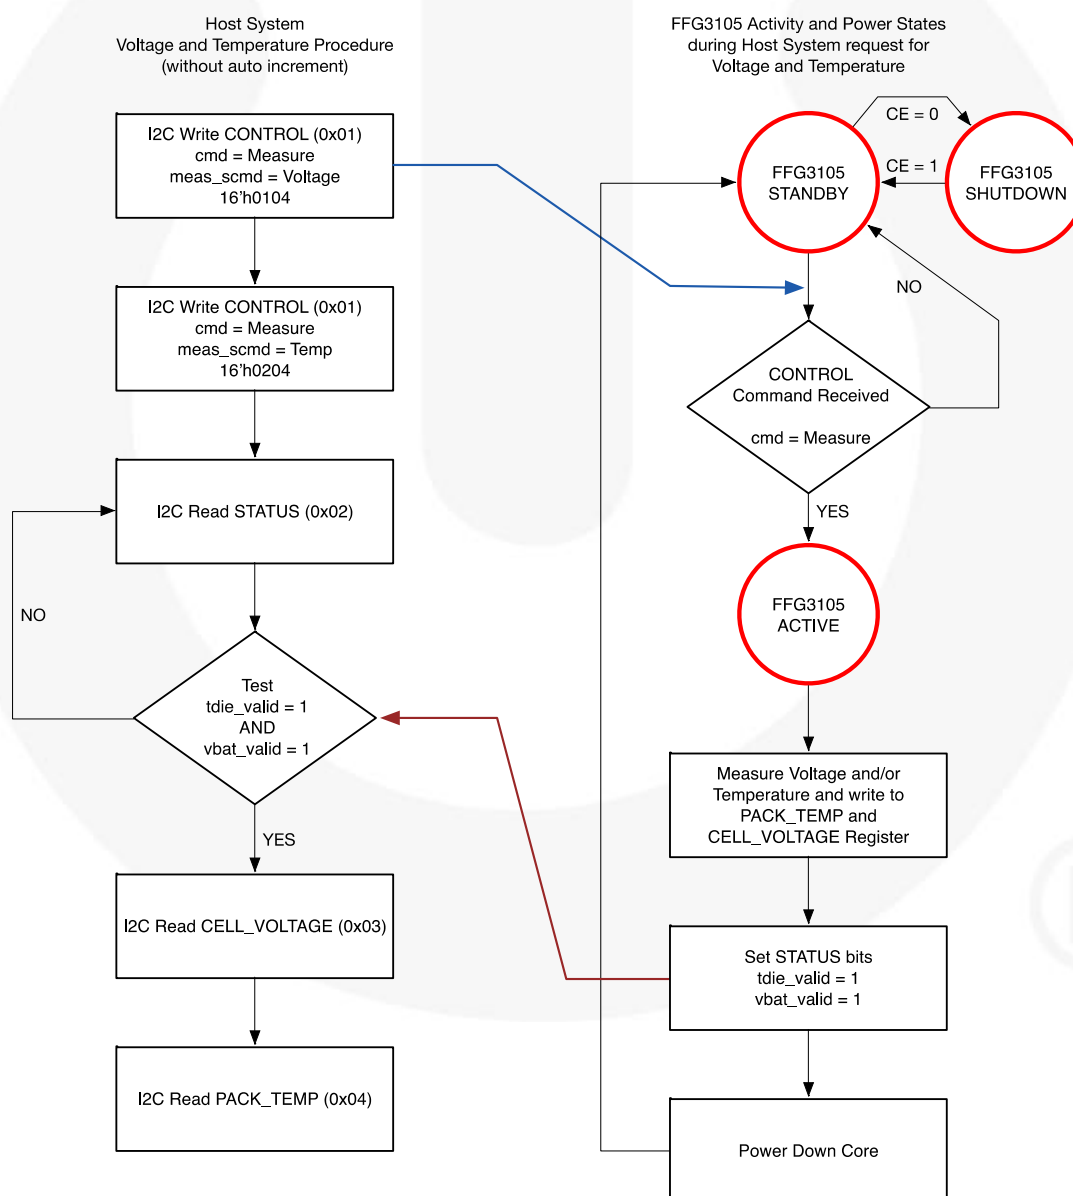 Host System
Voltage and Temperature Procedure
(without auto increment)
I2C Write CONTROL (0x01)
cmd = Measure
meas_scmd = Voltage
16'h0104
I2C Write CONTROL (0x01)
cmd = Measure
meas_scmd = Temp
16'h0204
I2C Read STATUS (0x02)
NO
Test
tdie_valid = 1
AND
vbat_valid = 1
YES
I2C Read CELL_VOLTAGE (0x03)
I2C Read PACK_TEMP (0x04)
FFG3105 Activity and Power States
during Host System request for
Voltage and Temperature
CE = 0
CE = 1
FFG3105
STANDBY
FFG3105
SHUTDOWN
NO
CONTROL
Command Received
cmd = Measure
YES
FFG3105
ACTIVE
Measure Voltage and/or
Temperature and write to
PACK_TEMP and
CELL_VOLTAGE Register
Set STATUS bits
tdie_valid = 1
vbat_valid = 1
Power Down Core